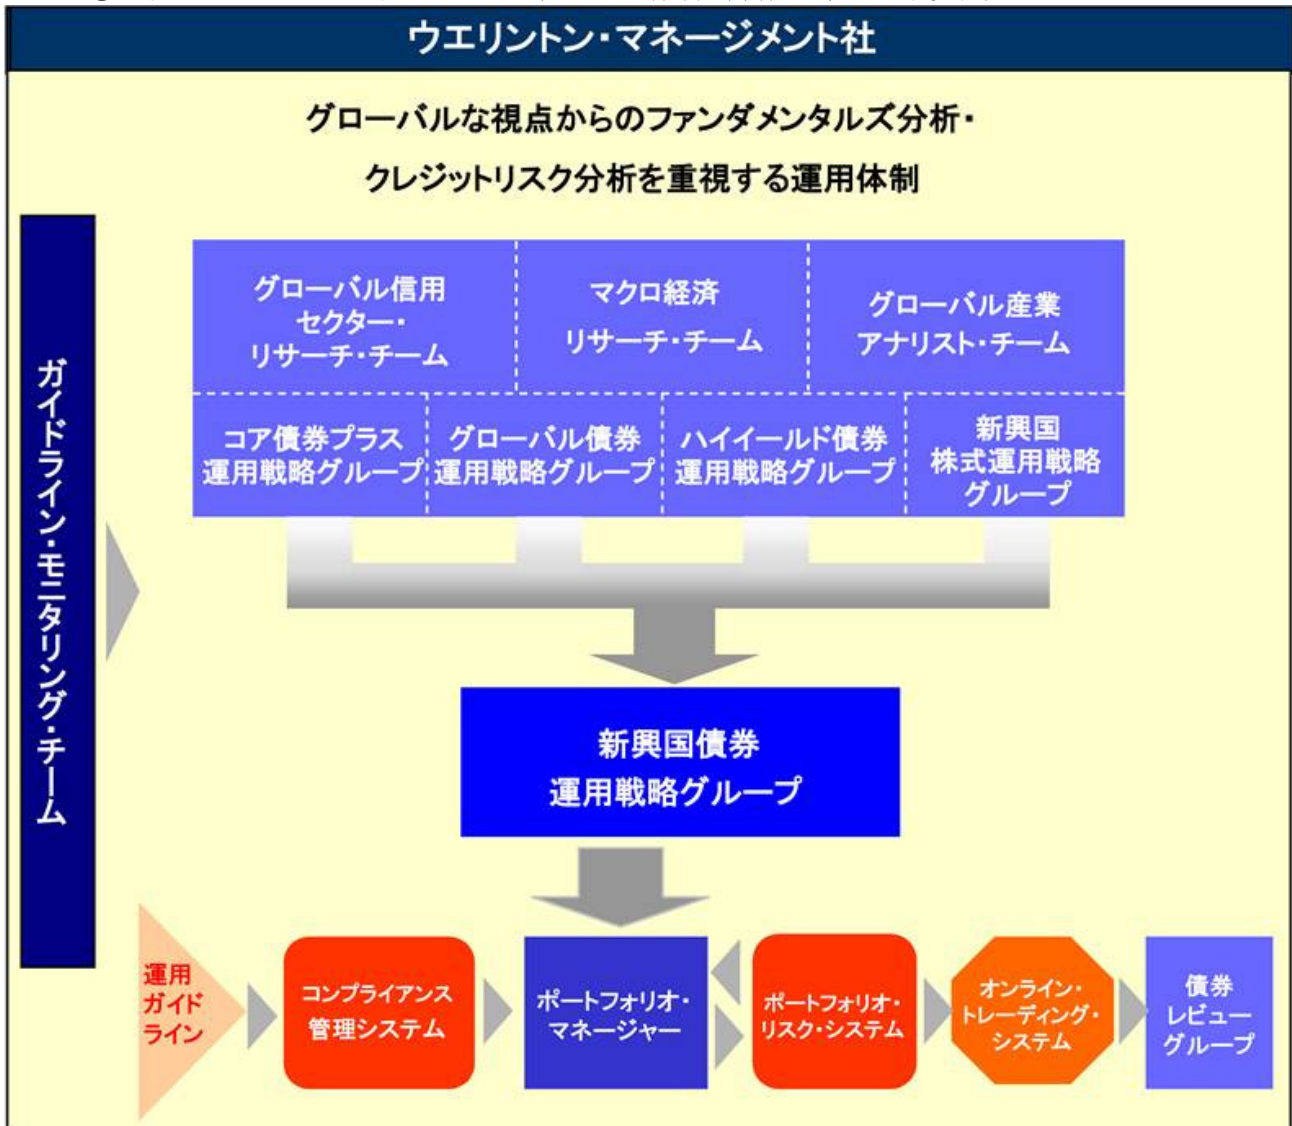 ウエリントン・マネージメント社
グローバルな視点からのファンダメンタルズ分析・
クレジットリスク分析を重視する運用体制
ガイドライン・モニタリング・チーム
グローバル信用
セクター・
リサーチ・チーム
マクロ経済
リサーチ・チーム
グローバル産業
アナリスト・チーム
コア債券プラス
運用戦略グループ
グローバル債券
運用戦略グループ
ハイイールド債券
運用戦略グループ
新興国
株式運用戦略
グループ
新興国債券
運用戦略グループ
運用
ガイド
ライン
コンプライアンス
管理システム
ポートフォリオ・
マネージャー
ポートフォリオ・
リスク・システム
オンライン・
トレーディング・
システム
債券
レビュー
グループ